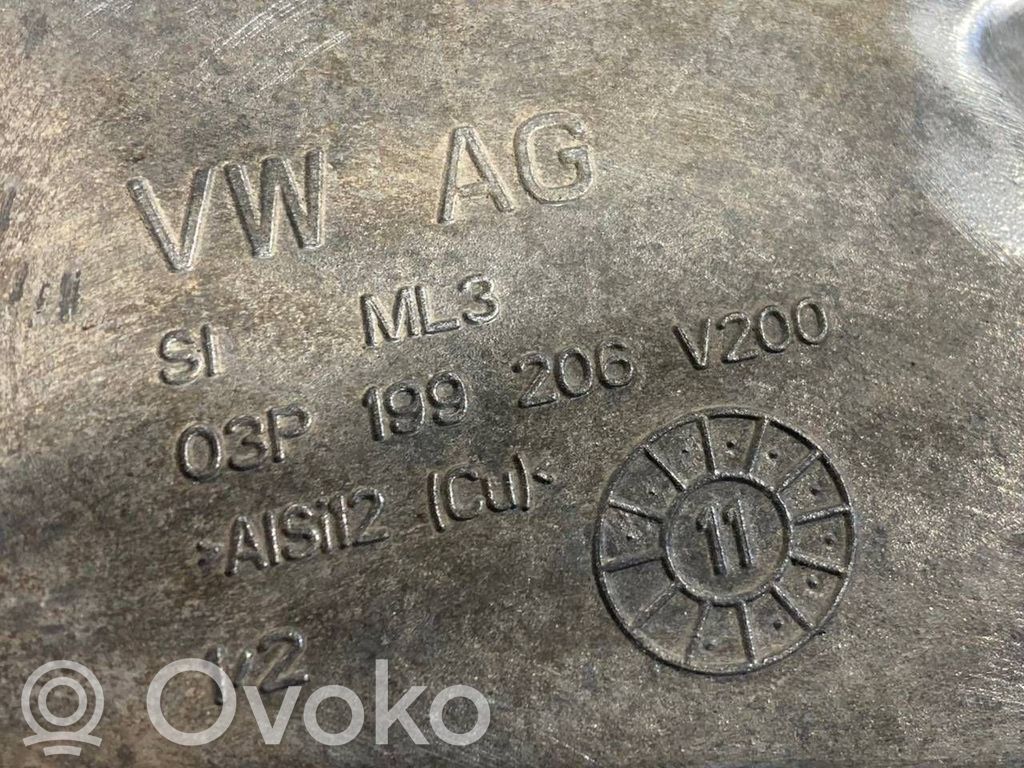 VW AG
SI ML3
03P 199 206 V200
>AlSi12 (Cu)<
11
Ovoko